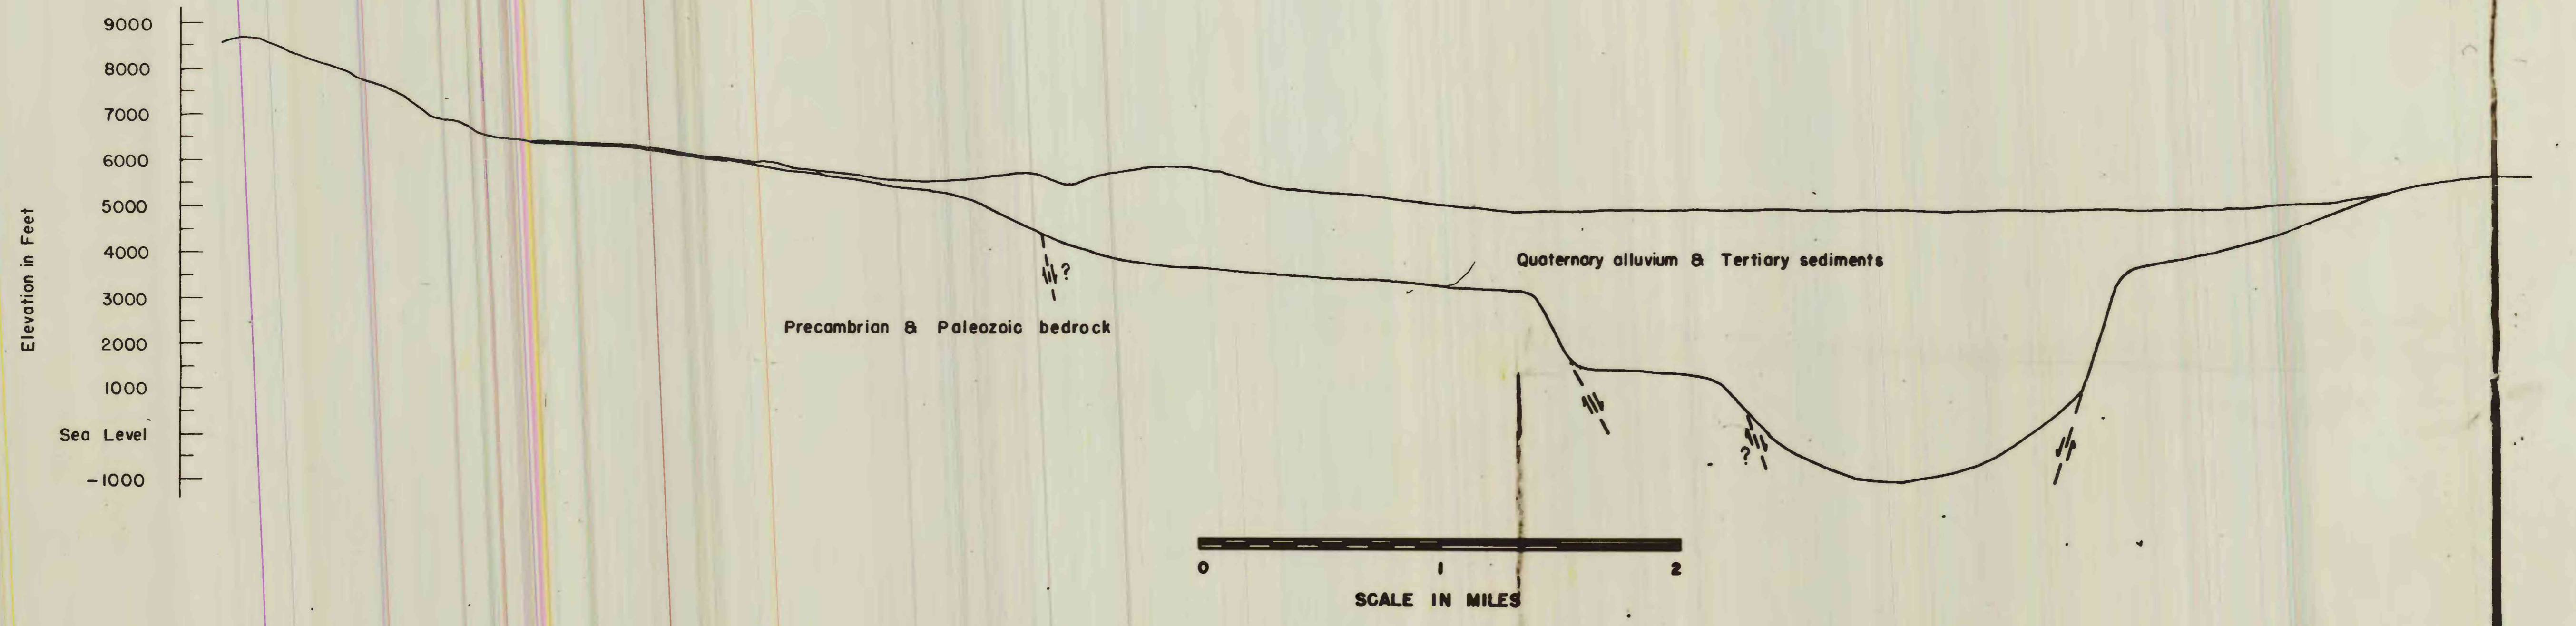 9000
8000
7000
6000
5000
4000
3000
2000
1000
Sea Level
-1000
Elevation in Feet
Quaternary alluvium & Tertiary sediments
?
Precambrian & Paleozoic bedrock
?
0 1 2
SCALE IN MILES